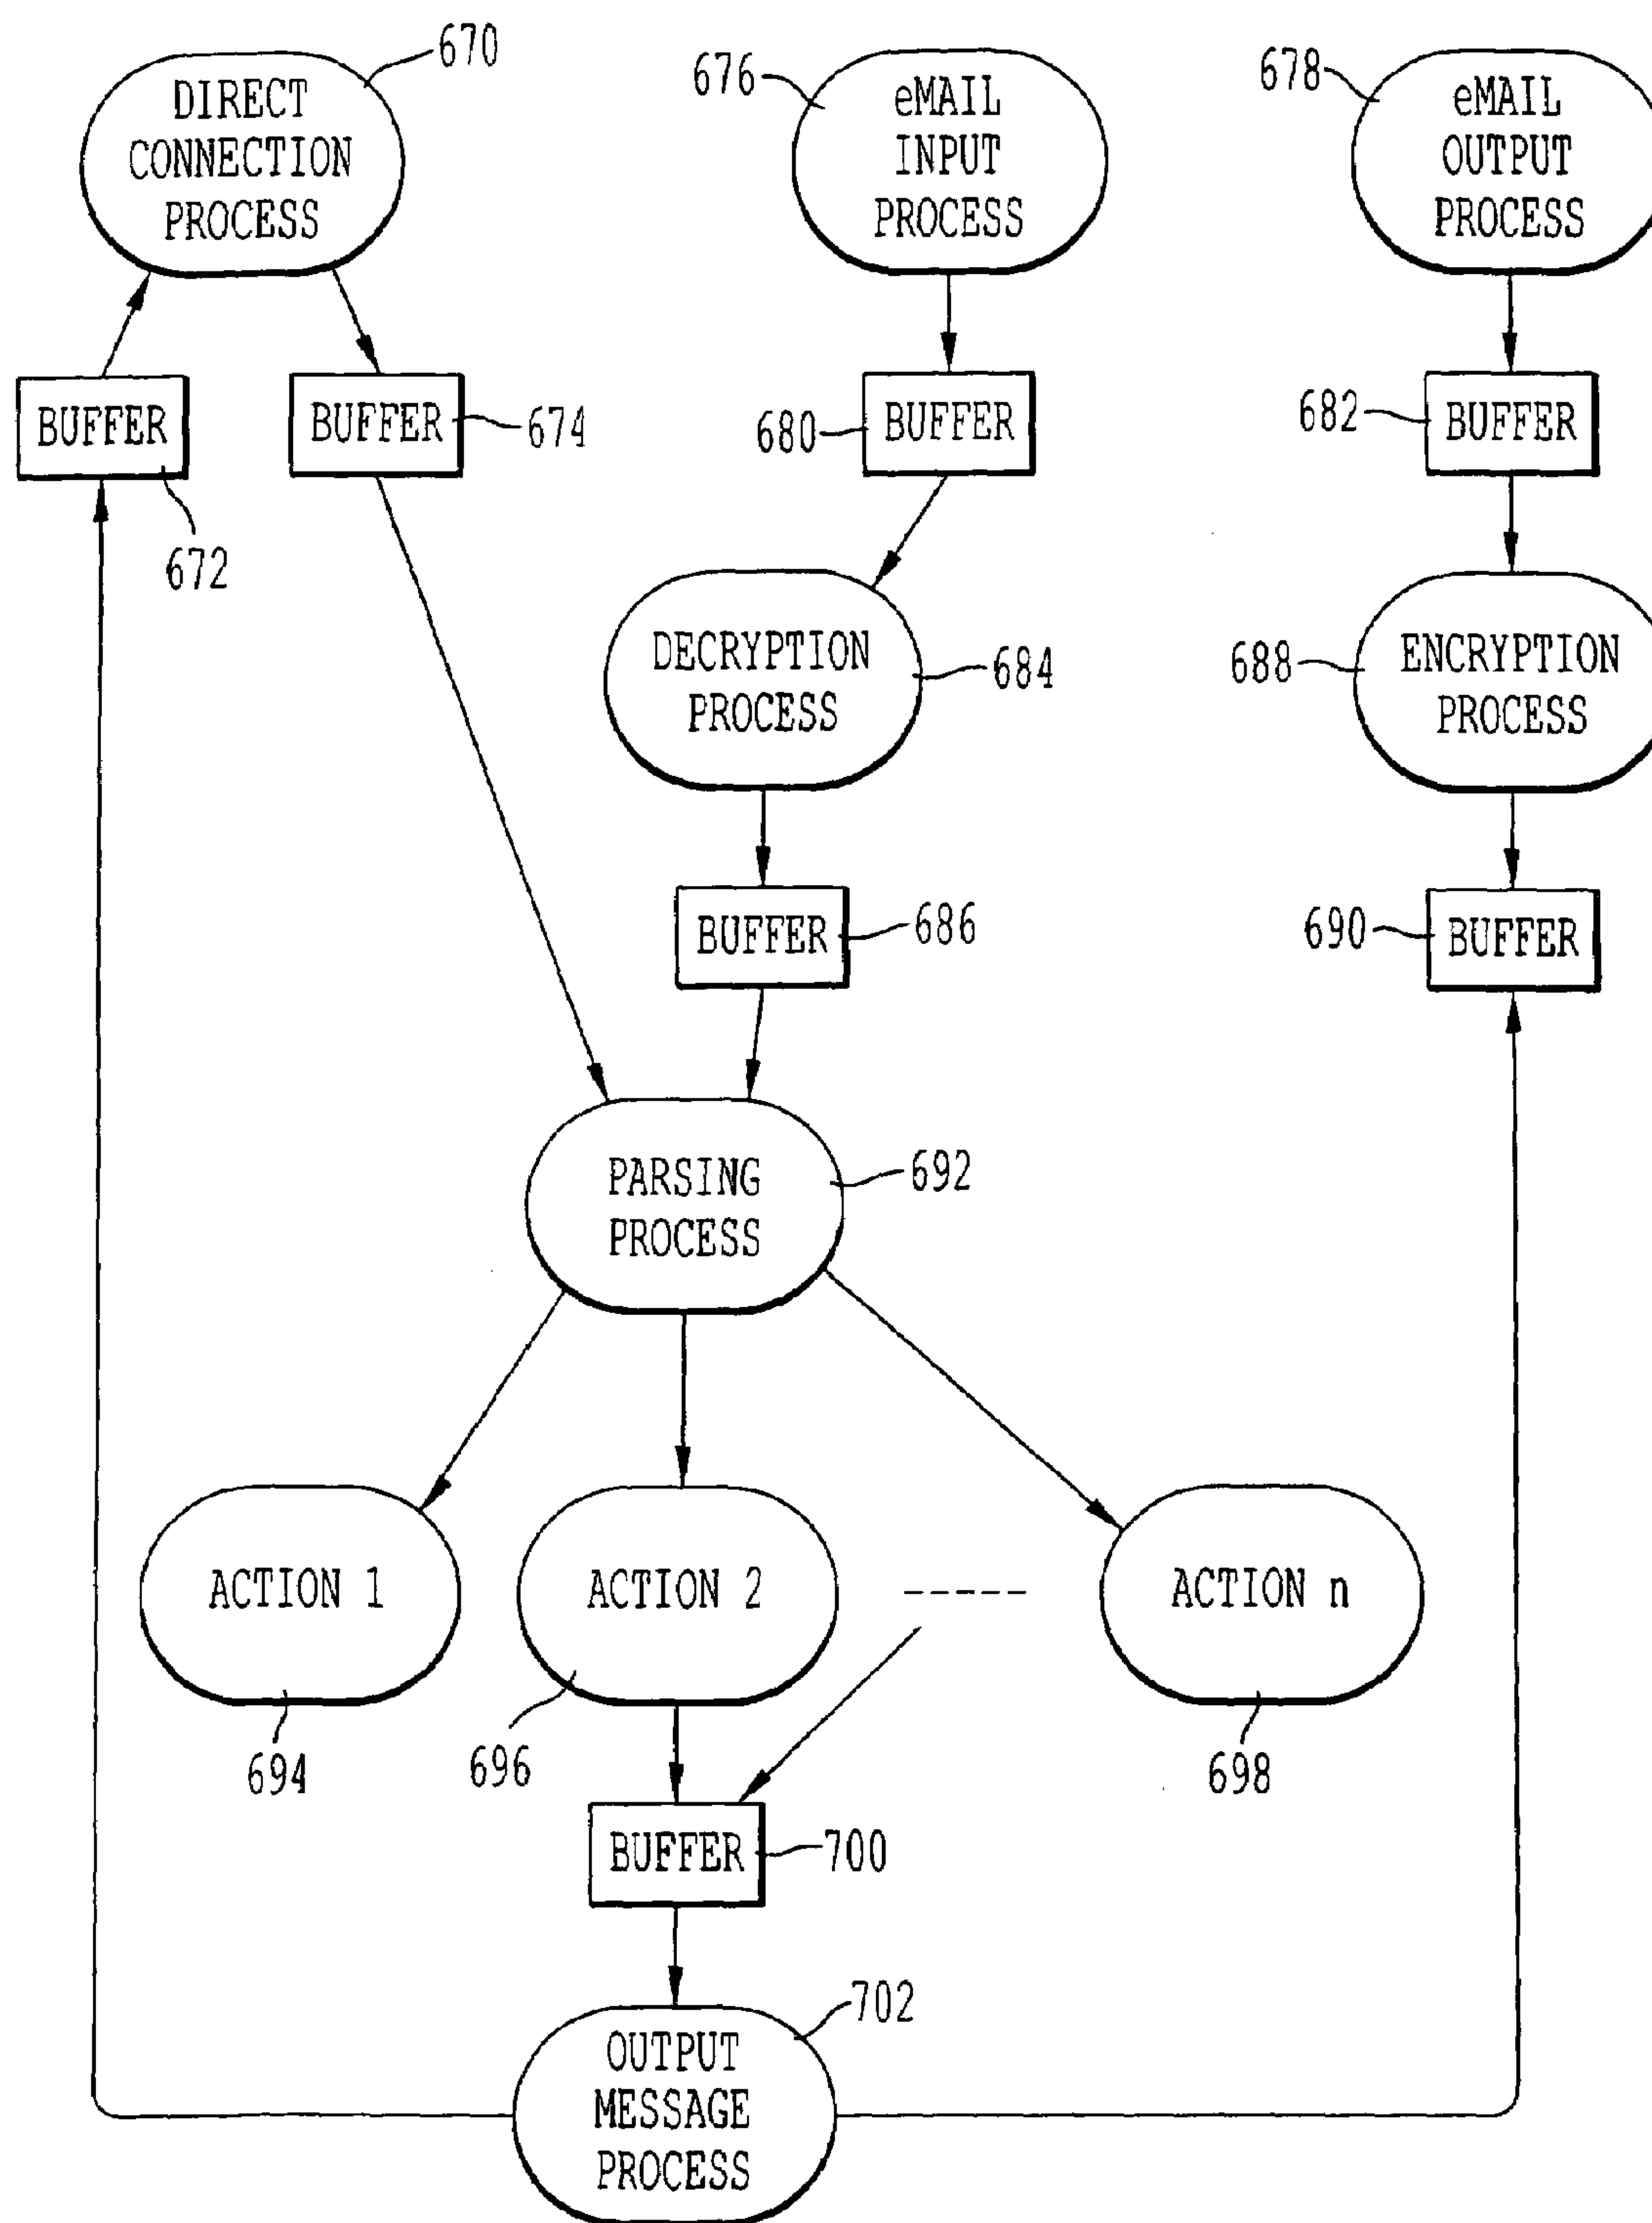 670
DIRECT
CONNECTION
PROCESS
676
eMAIL
INPUT
PROCESS
678
eMAIL
OUTPUT
PROCESS
BUFFER
672
BUFFER
674
680
BUFFER
682
BUFFER
DECRYPTION
PROCESS
684
688
ENCRYPTION
PROCESS
BUFFER
686
690
BUFFER
PARSING
PROCESS
692
ACTION 1
694
ACTION 2
696
-----
ACTION n
698
BUFFER
700
702
OUTPUT
MESSAGE
PROCESS